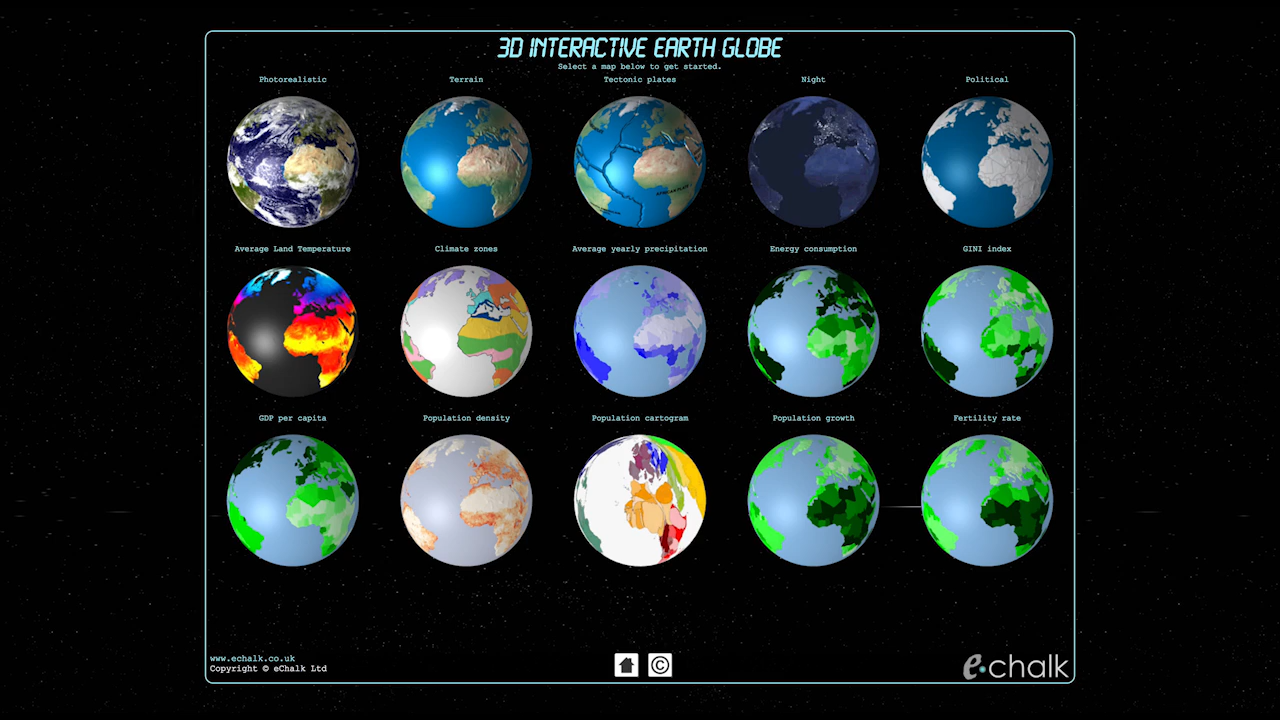 3D INTERACTIVE EARTH GLOBE
Select a map below to get started.
Photorealistic
Terrain
Tectonic plates
Night
Political
Average Land Temperature
Climate zones
Average yearly precipitation
Energy consumption
GINI index
GDP per capita
Population density
Population cartogram
Population growth
Fertility rate
www.echalk.co.uk
Copyright © eChalk Ltd
©
e-chalk